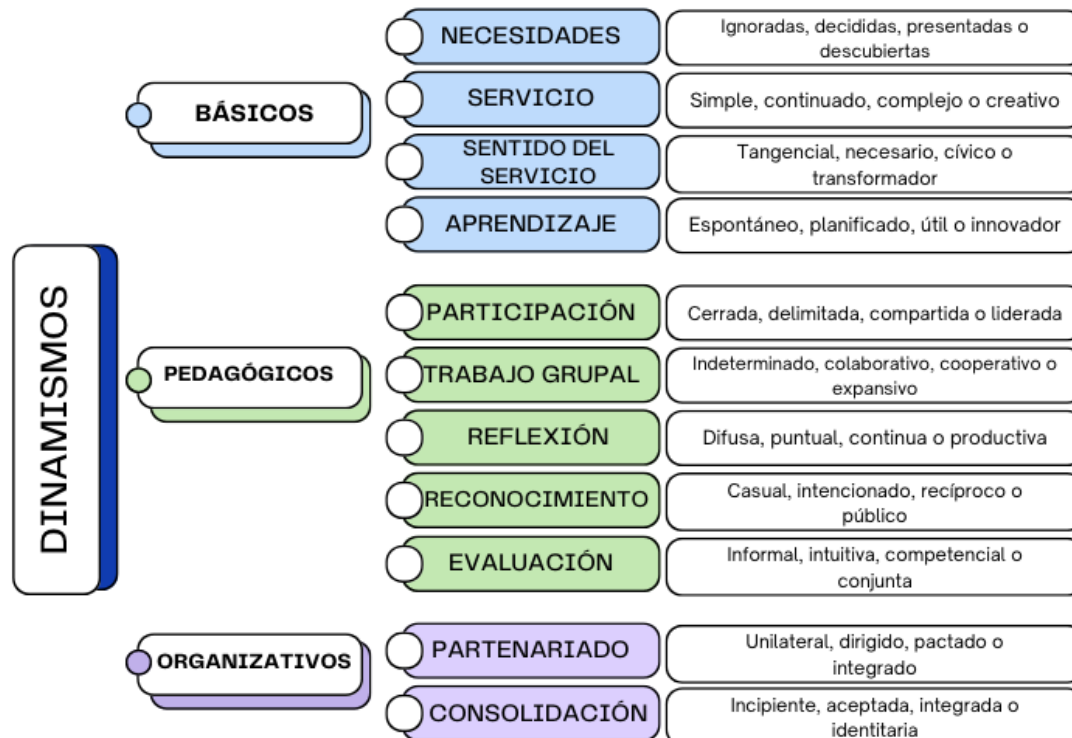 DINAMISMOS
BÁSICOS
NECESIDADES
Ignoradas, decididas, presentadas o
descubiertas
SERVICIO
Simple, continuado, complejo o creativo
SENTIDO DEL
SERVICIO
Tangencial, necesario, cívico o
transformador
APRENDIZAJE
Espontáneo, planificado, útil o innovador
PEDAGÓGICOS
PARTICIPACIÓN
Cerrada, delimitada, compartida o liderada
TRABAJO GRUPAL
Indeterminado, colaborativo, cooperativo o
expansivo
REFLEXIÓN
Difusa, puntual, continua o productiva
RECONOCIMIENTO
Casual, intencionado, recíproco o
público
EVALUACIÓN
Informal, intuitiva, competencial o
conjunta
ORGANIZATIVOS
PARTENARIADO
Unilateral, dirigido, pactado o
integrado
CONSOLIDACIÓN
Incipiente, aceptada, integrada o
identitaria